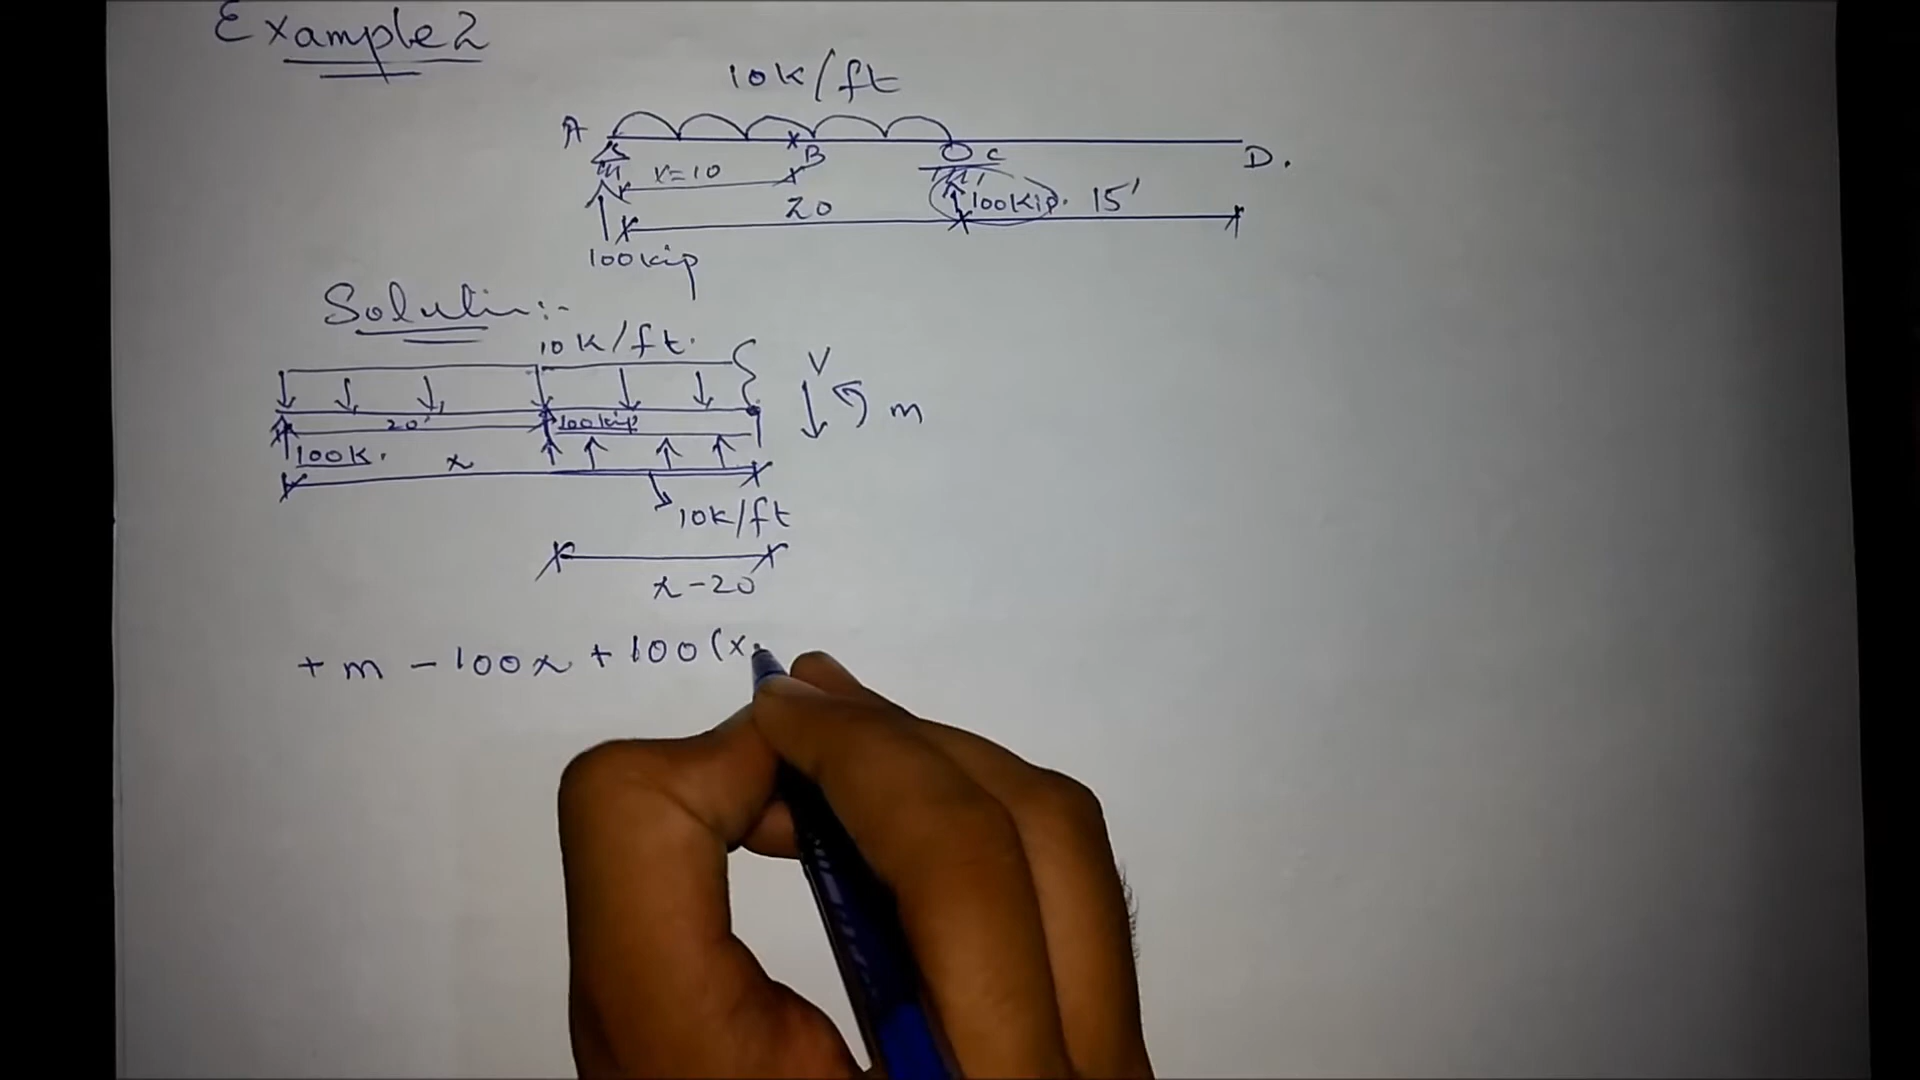 Example 2
10k/ft
A
B
C
D.
x=10
20
100kip. 15'
100kip
Solutin:-
10k/ft.
V
m
20'
100kip
100k.
x
10k/ft
x-20
+ m - 100x + 100(x